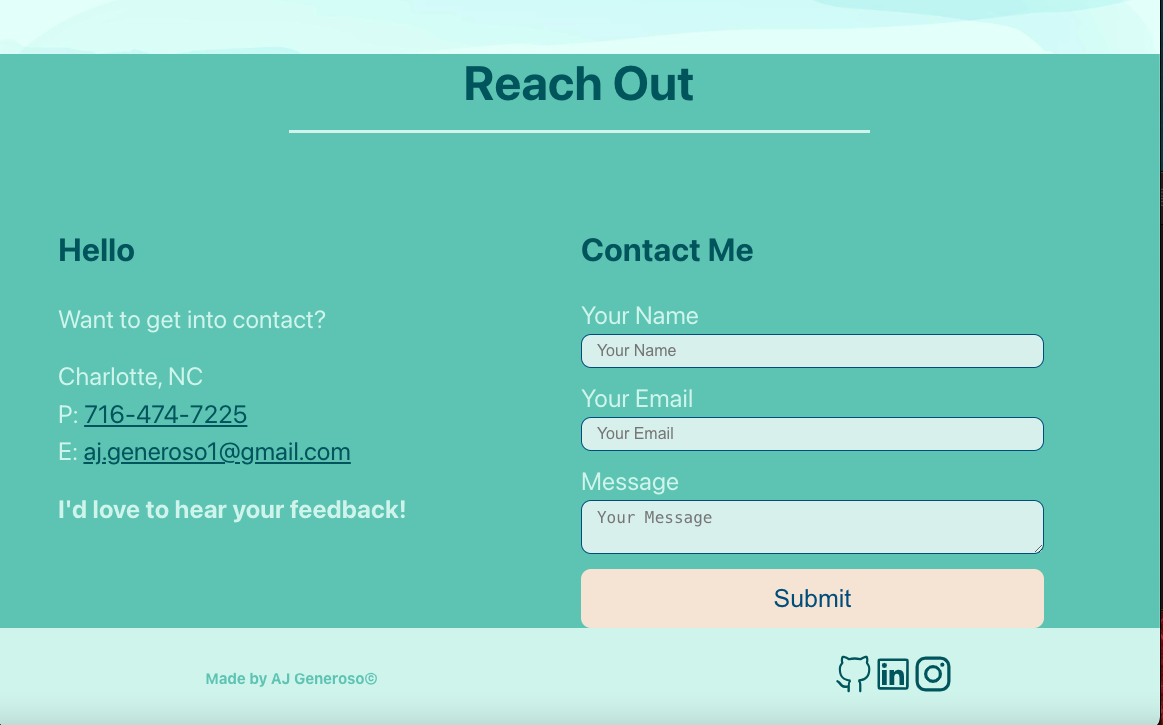 Reach Out
Hello
Want to get into contact?
Charlotte, NC
P: 716-474-7225
E: aj.generoso1@gmail.com
I'd love to hear your feedback!
Contact Me
Your Name
Your Name
Your Email
Your Email
Message
Your Message
Submit
Made by AJ Generoso©
in